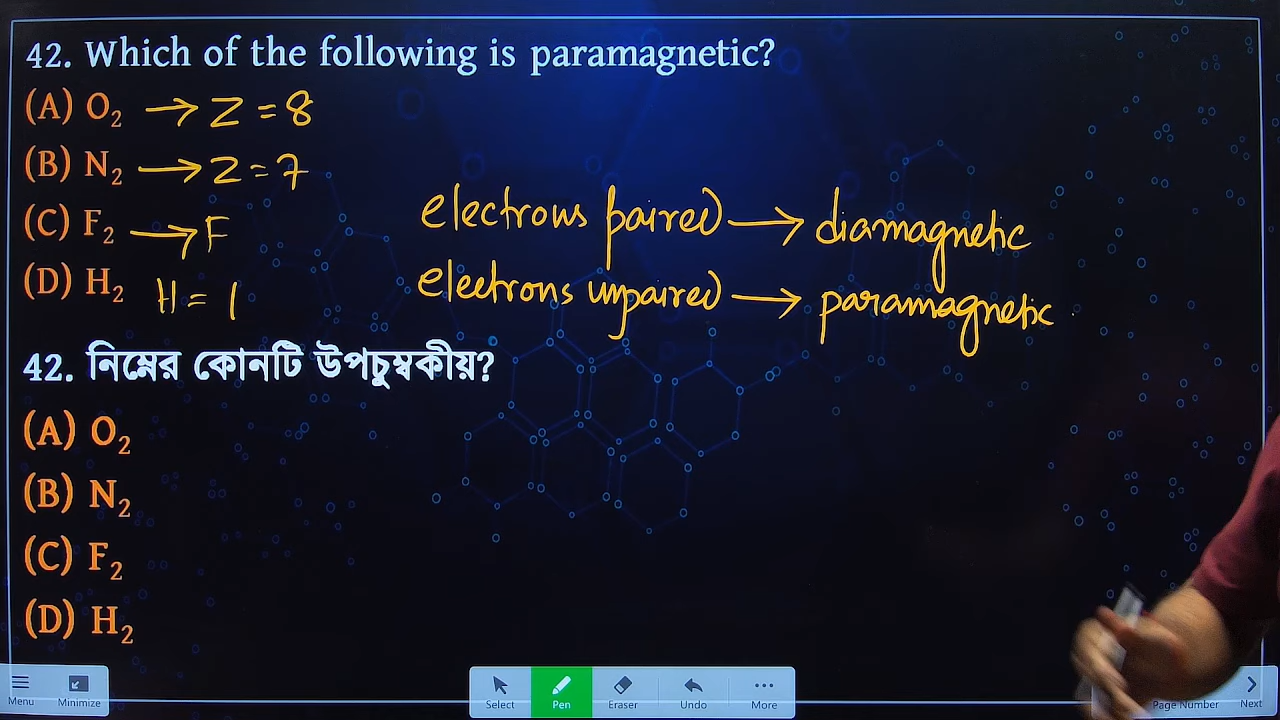 42. Which of the following is paramagnetic?
(A) O₂ → Z = 8
(B) N₂ → Z = 7
(C) F₂ → F
(D) H₂ H = 1
electrons paired → diamagnetic
electrons unpaired → paramagnetic
42. নিম্নের কোনটি উপচুম্বকীয়?
(A) O₂
(B) N₂
(C) F₂
(D) H₂
Menu Minimize Select Pen Eraser Undo More Page Number Next